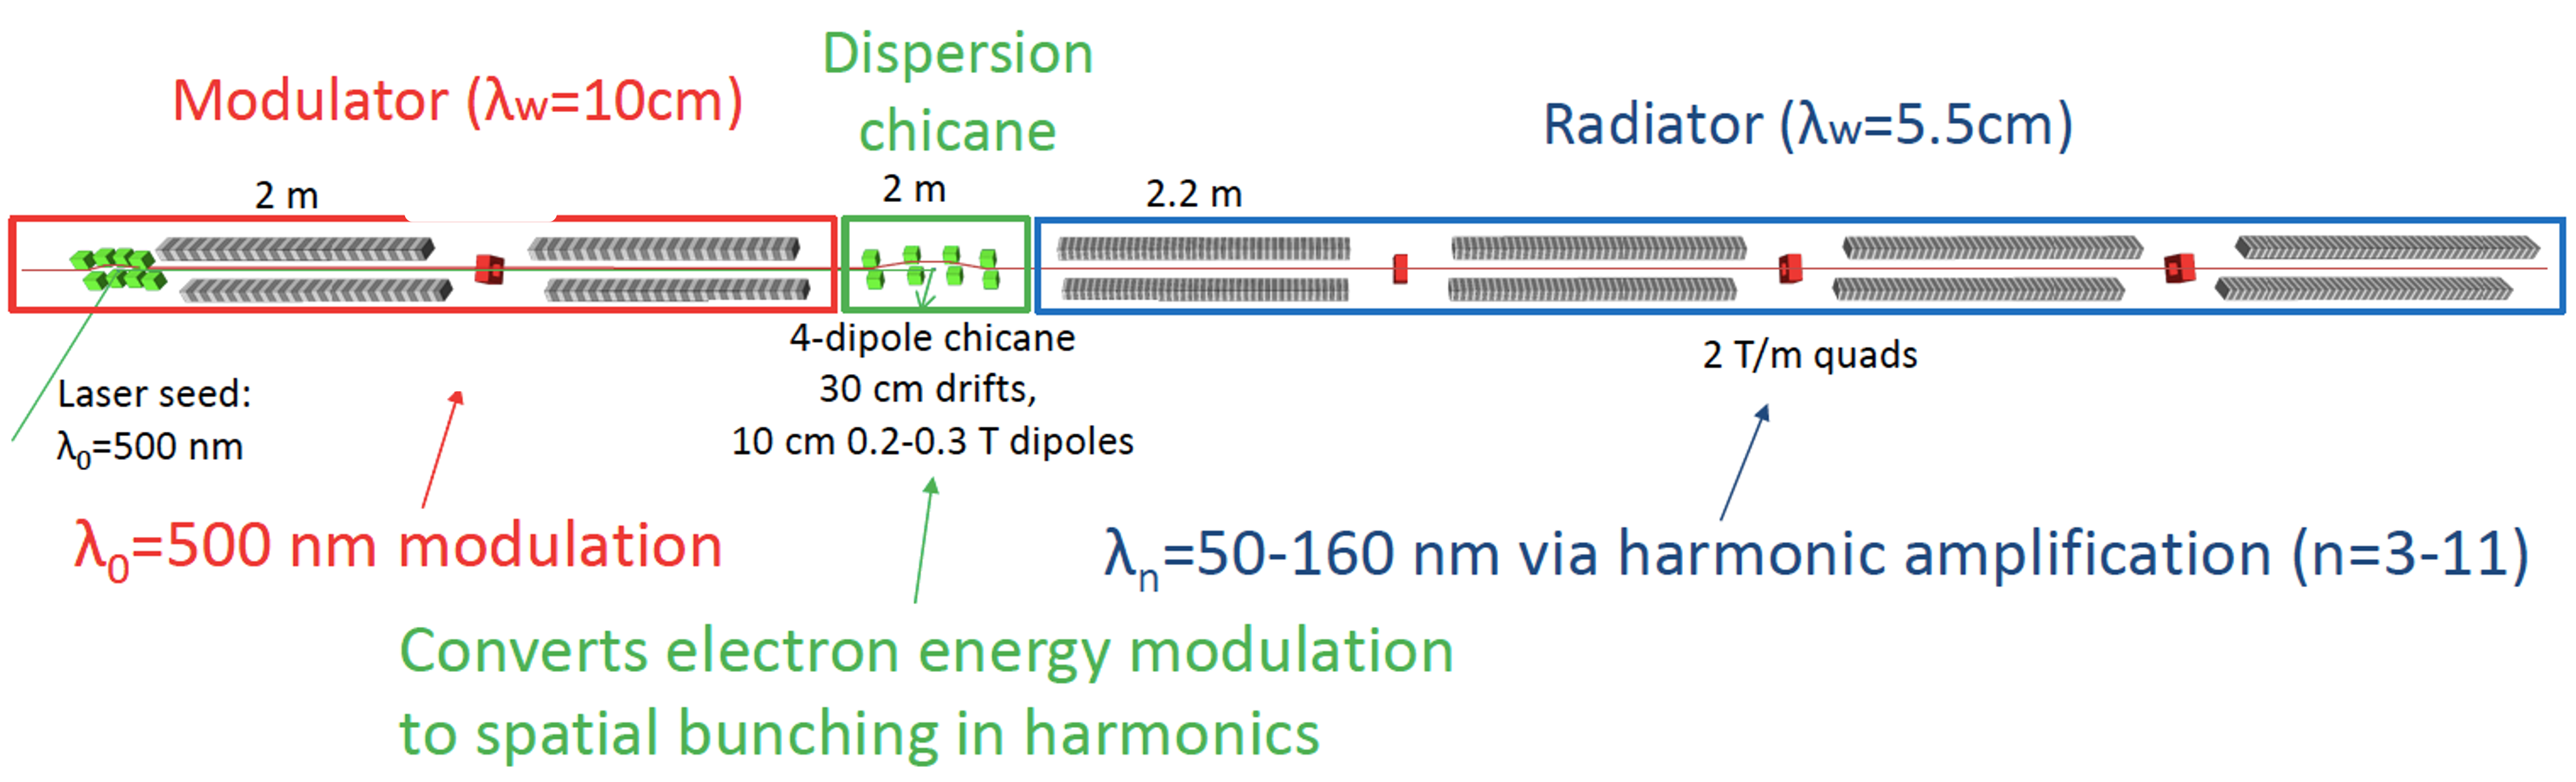 Dispersion
chicane
Modulator (λw=10cm)
Radiator (λw=5.5cm)
2 m
2 m
2.2 m
4-dipole chicane
30 cm drifts,
10 cm 0.2-0.3 T dipoles
2 T/m quads
Laser seed:
λ₀=500 nm
λ₀=500 nm modulation
λₙ=50-160 nm via harmonic amplification (n=3-11)
Converts electron energy modulation
to spatial bunching in harmonics